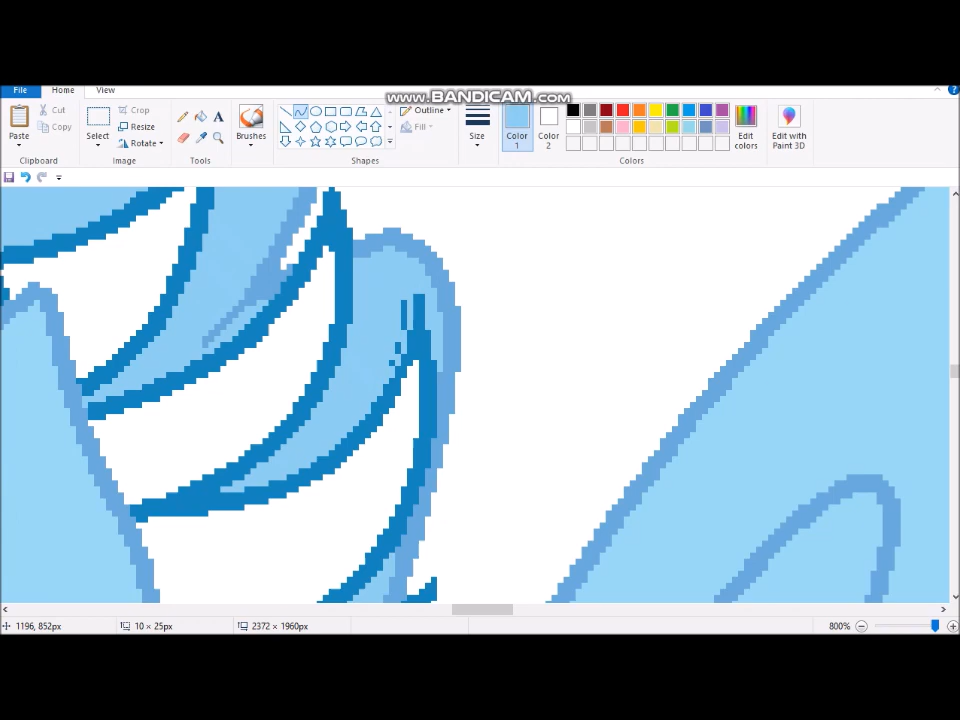 www.BANDICAM.com
File Home View
Paste
Cut
Copy
Clipboard
Select
Crop
Resize
Rotate
Image
A
Tools
Brushes
Shapes
Outline
Fill
Size
Color
1
Color
2
Edit
colors
Colors
Edit with
Paint 3D
1196, 852px
10 × 25px
2372 × 1960px
800%